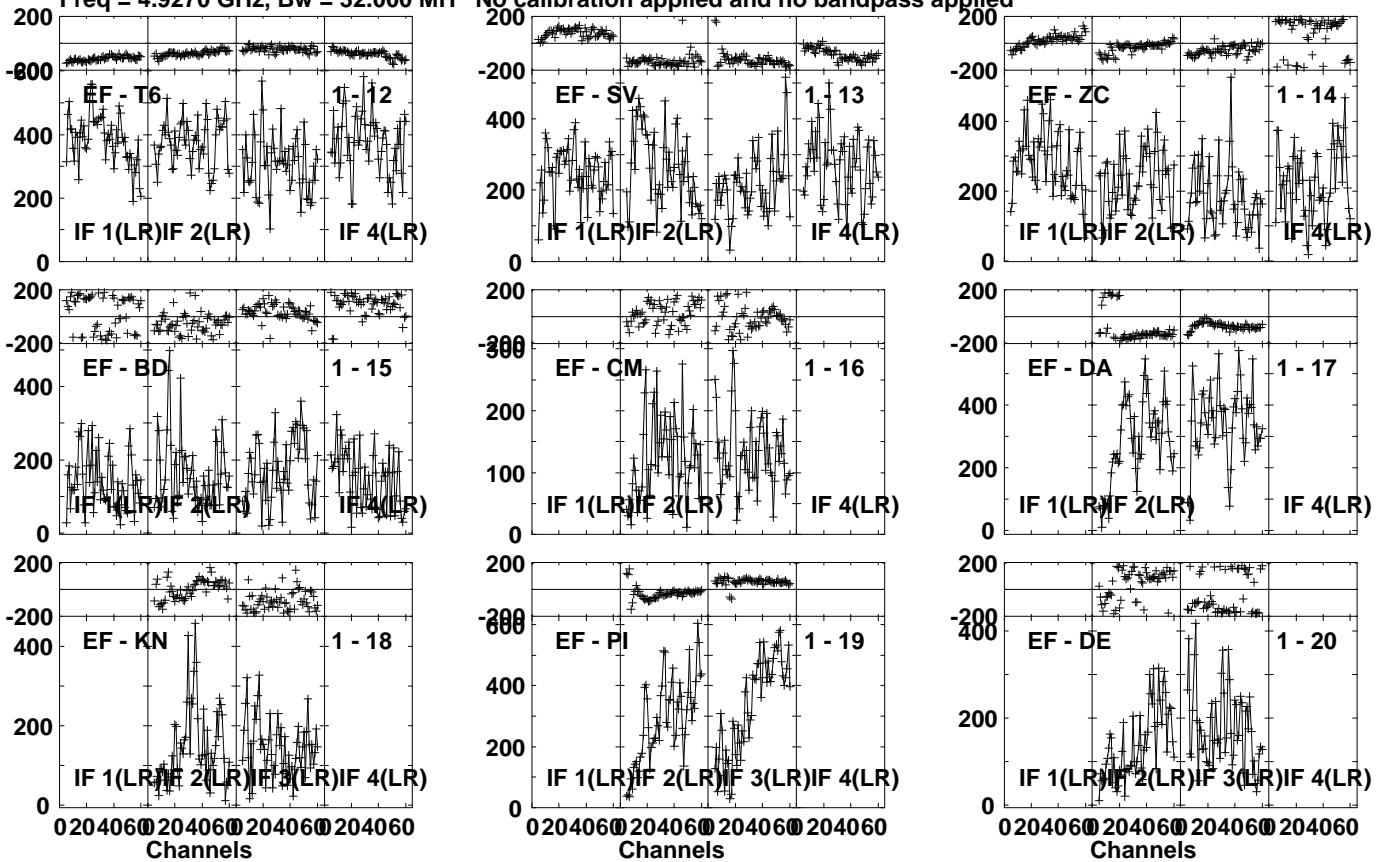 Freq = 4.9270 GHz, Bw = 32.000 MH No calibration applied and no bandpass applied
200
-200
600
400
200
0
EF - T6
1 - 12
IF 1(LR)
IF 2(LR)
IF 4(LR)
200
-200
400
200
0
EF - SV
1 - 13
IF 1(LR)
IF 2(LR)
IF 4(LR)
200
-200
400
200
0
EF - ZC
1 - 14
IF 1(LR)
IF 2(LR)
IF 4(LR)
200
-200
400
200
0
EF - BD
1 - 15
IF 1(LR)
IF 2(LR)
IF 4(LR)
200
-200
300
200
100
0
EF - CM
1 - 16
IF 1(LR)
IF 2(LR)
IF 4(LR)
200
-200
400
200
0
EF - DA
1 - 17
IF 1(LR)
IF 2(LR)
IF 4(LR)
200
-200
400
200
0
EF - KN
1 - 18
IF 1(LR)
IF 2(LR)
IF 3(LR)
IF 4(LR)
0 20 40 60 0 20 40 60 0 20 40 60 0 20 40 60
Channels
200
-200
600
400
200
0
EF - PI
1 - 19
IF 1(LR)
IF 2(LR)
IF 3(LR)
IF 4(LR)
0 20 40 60 0 20 40 60 0 20 40 60 0 20 40 60
Channels
200
-200
400
200
0
EF - DE
1 - 20
IF 1(LR)
IF 2(LR)
IF 3(LR)
IF 4(LR)
0 20 40 60 0 20 40 60 0 20 40 60 0 20 40 60
Channels